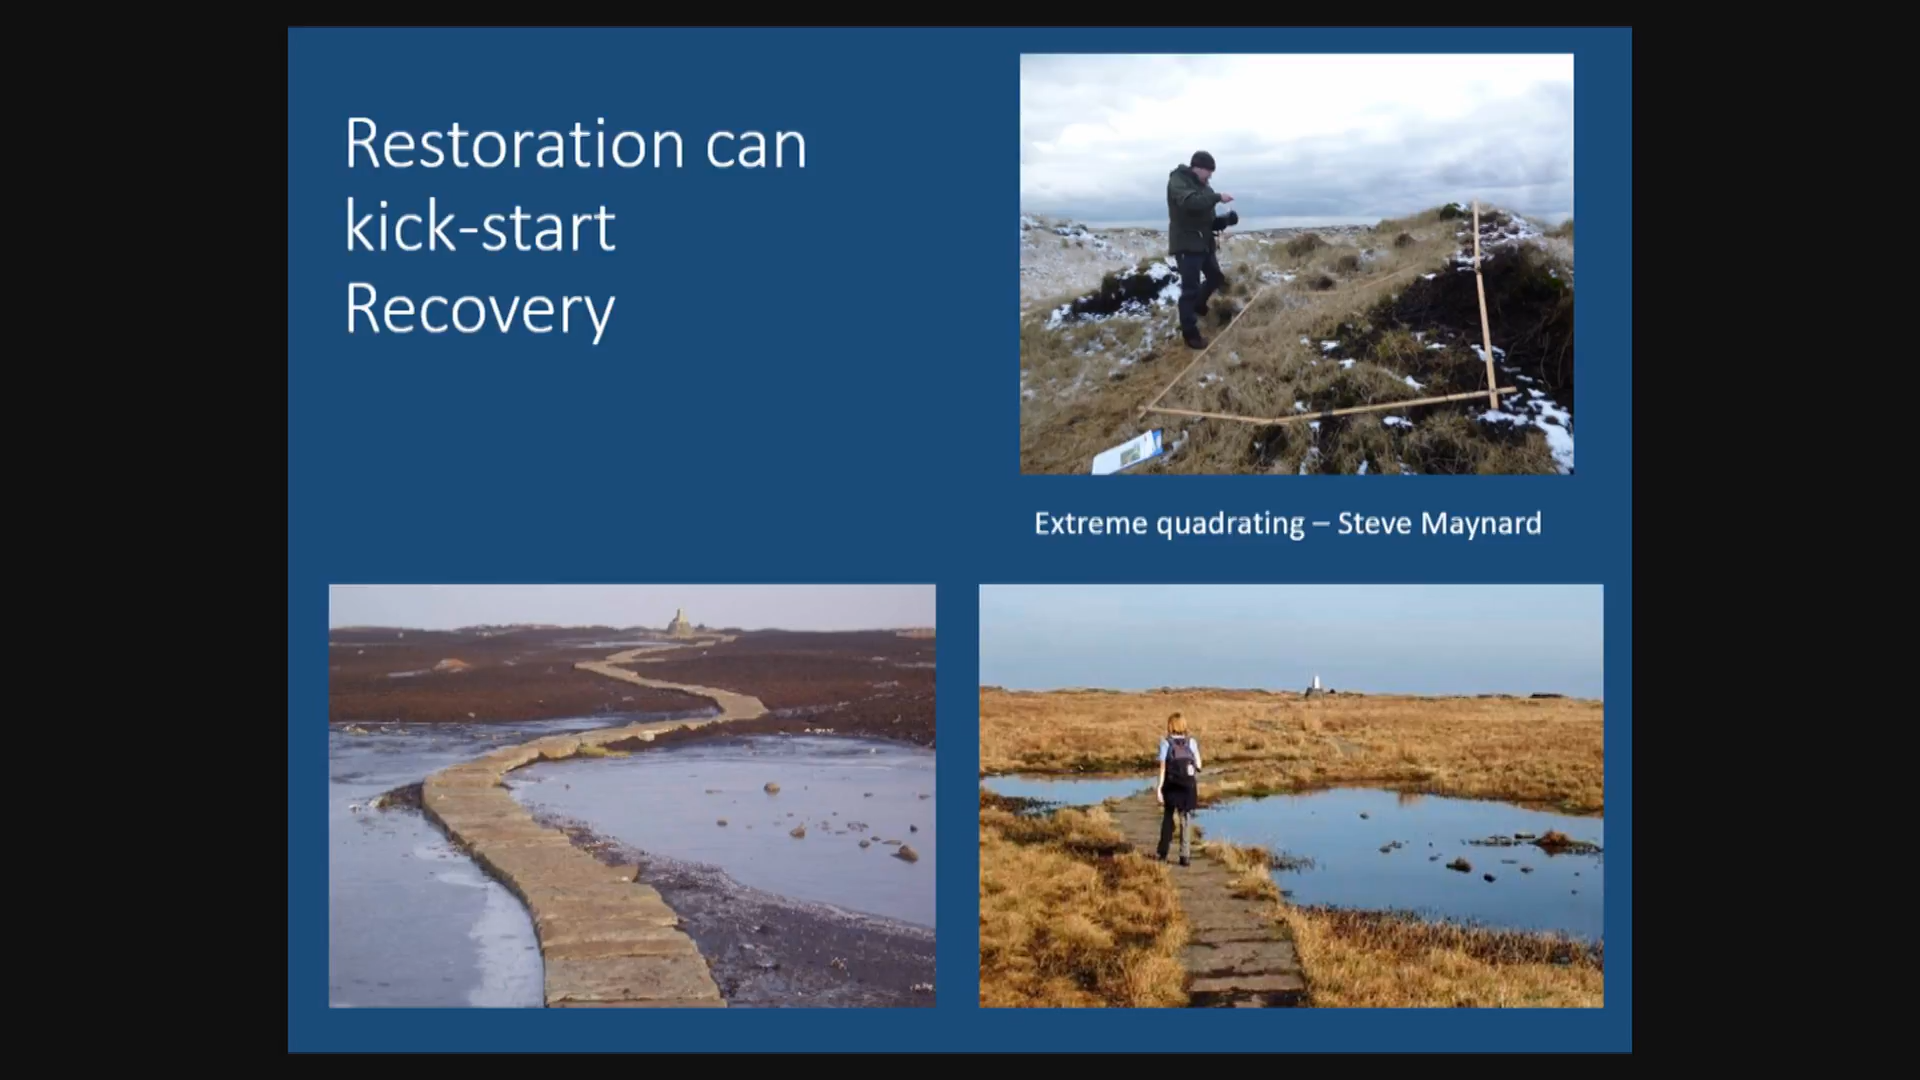 Restoration can
kick-start
Recovery
Extreme quadrating – Steve Maynard